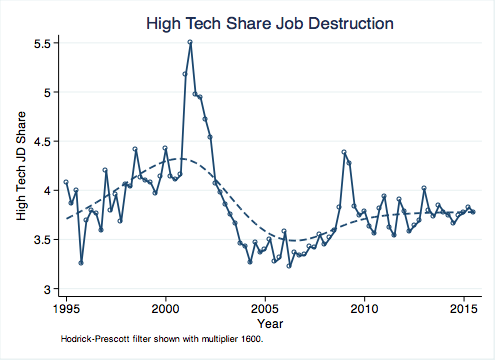 High Tech Share Job Destruction
High Tech JD Share
5.5
5
4.5
4
3.5
3
1995 2000 2005 2010 2015
Year
Hodrick-Prescott filter shown with multiplier 1600.